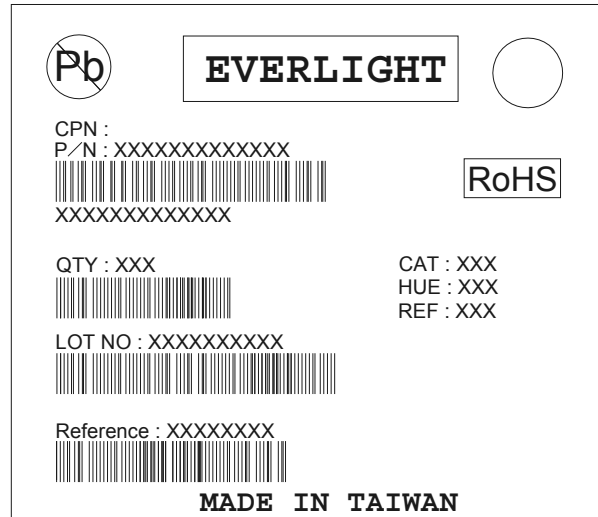 Pb
EVERLIGHT
CPN :
P/N : XXXXXXXXXXXXX
RoHS
XXXXXXXXXXXXX
QTY : XXX
CAT : XXX
HUE : XXX
REF : XXX
LOT NO : XXXXXXXXXX
Reference : XXXXXXXX
MADE IN TAIWAN